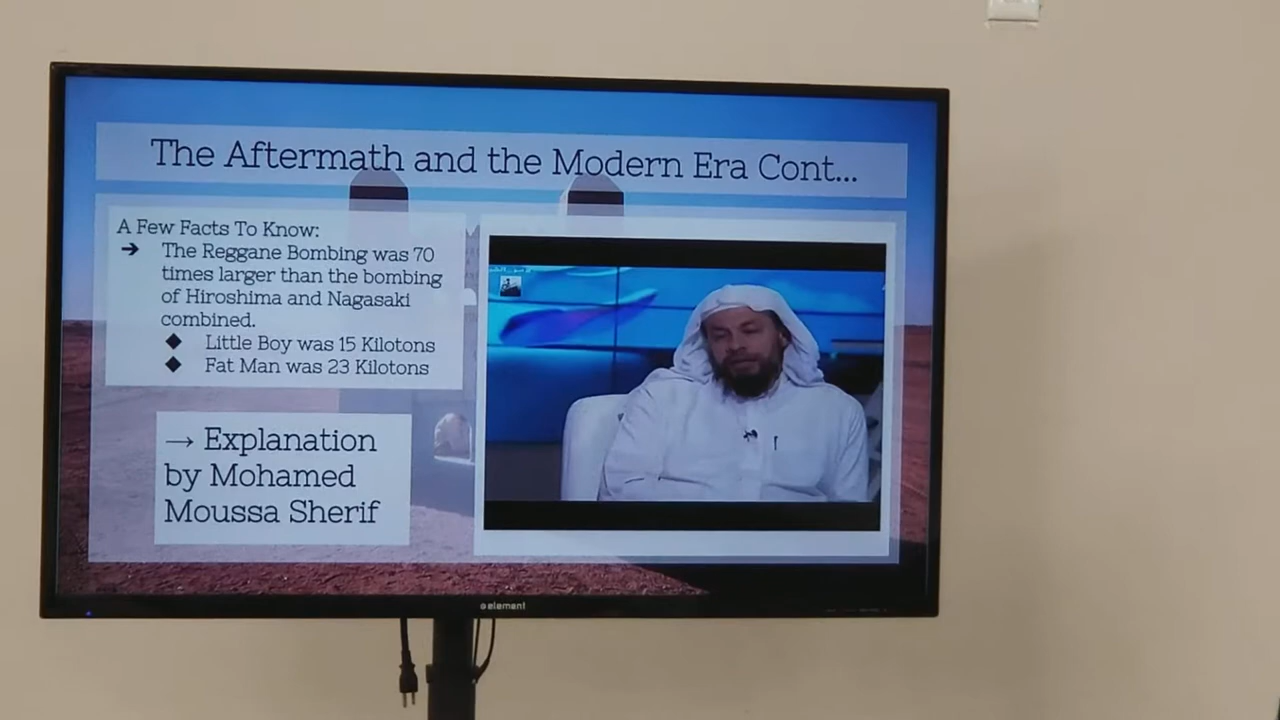 The Aftermath and the Modern Era Cont...
A Few Facts To Know:
➔ The Reggane Bombing was 70
times larger than the bombing
of Hiroshima and Nagasaki
combined.
◆ Little Boy was 15 Kilotons
◆ Fat Man was 23 Kilotons
→ Explanation
by Mohamed
Moussa Sherif
element